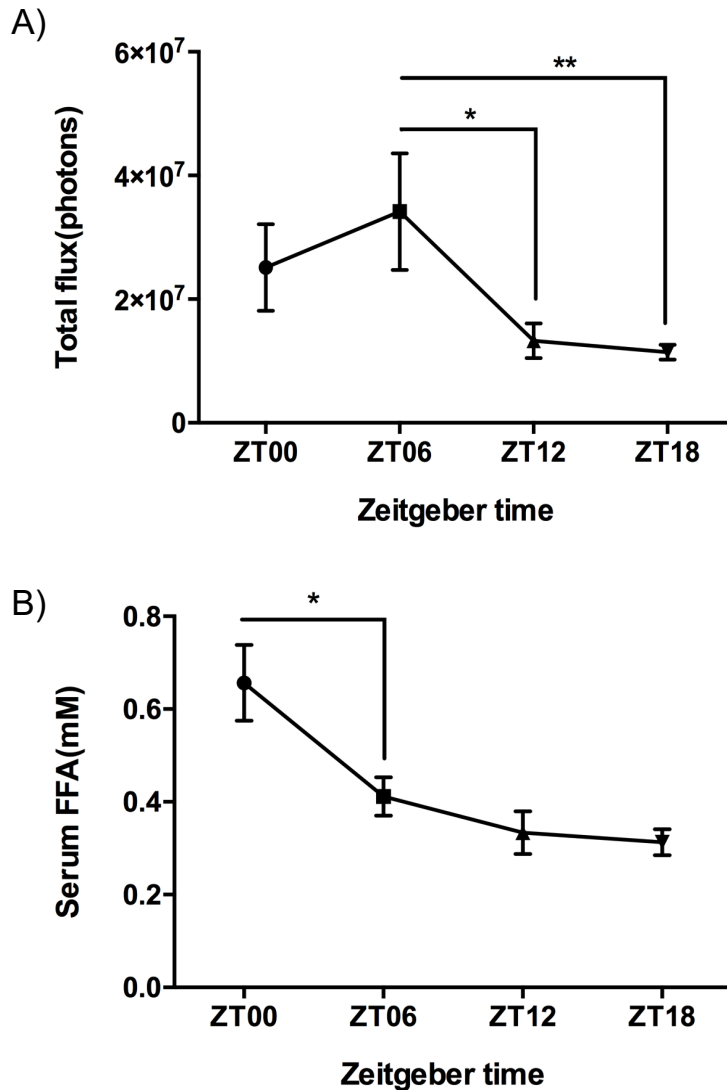 A)
Total flux(photons)
6×10⁷
4×10⁷
2×10⁷
0
*
**
ZT00 ZT06 ZT12 ZT18
Zeitgeber time
B)
Serum FFA(mM)
0.8
0.6
0.4
0.2
0.0
*
ZT00 ZT06 ZT12 ZT18
Zeitgeber time